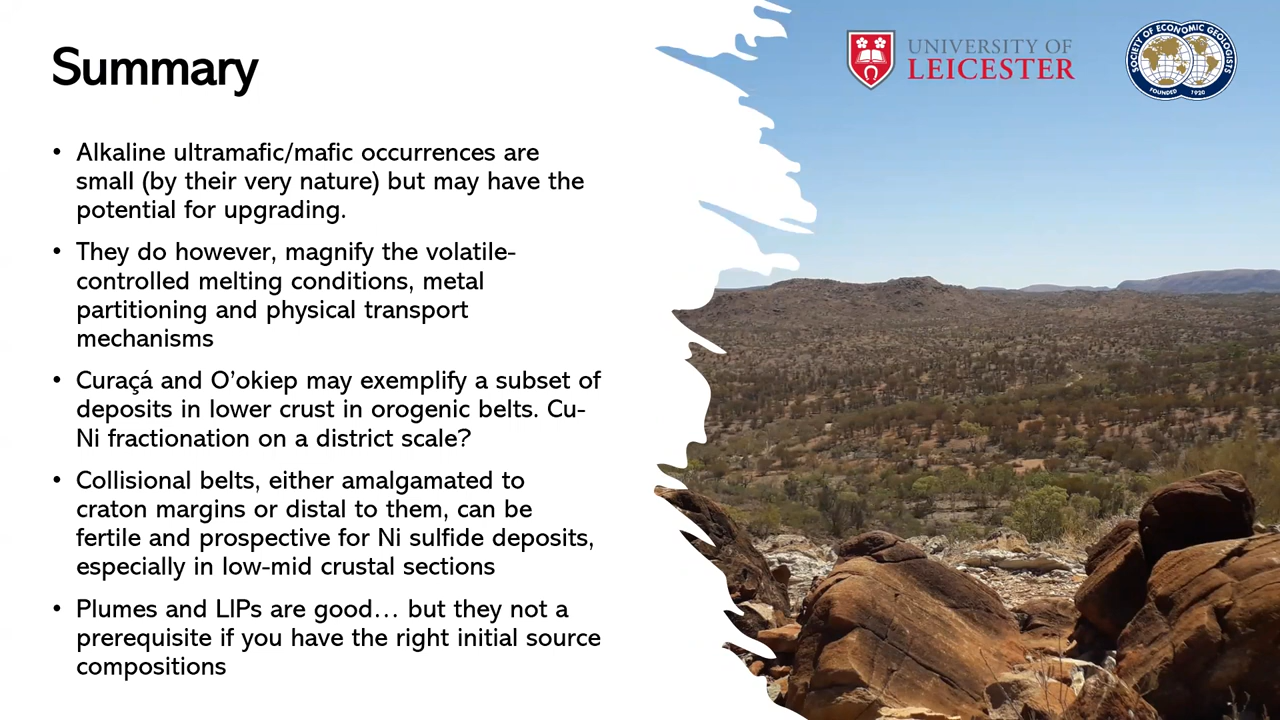 Summary
UNIVERSITY OF
LEICESTER
SOCIETY OF ECONOMIC GEOLOGISTS
FOUNDED 1920
• Alkaline ultramafic/mafic occurrences are
small (by their very nature) but may have the
potential for upgrading.
• They do however, magnify the volatile-
controlled melting conditions, metal
partitioning and physical transport
mechanisms
• Curaçá and O’okiep may exemplify a subset of
deposits in lower crust in orogenic belts. Cu-
Ni fractionation on a district scale?
• Collisional belts, either amalgamated to
craton margins or distal to them, can be
fertile and prospective for Ni sulfide deposits,
especially in low-mid crustal sections
• Plumes and LIPs are good… but they not a
prerequisite if you have the right initial source
compositions